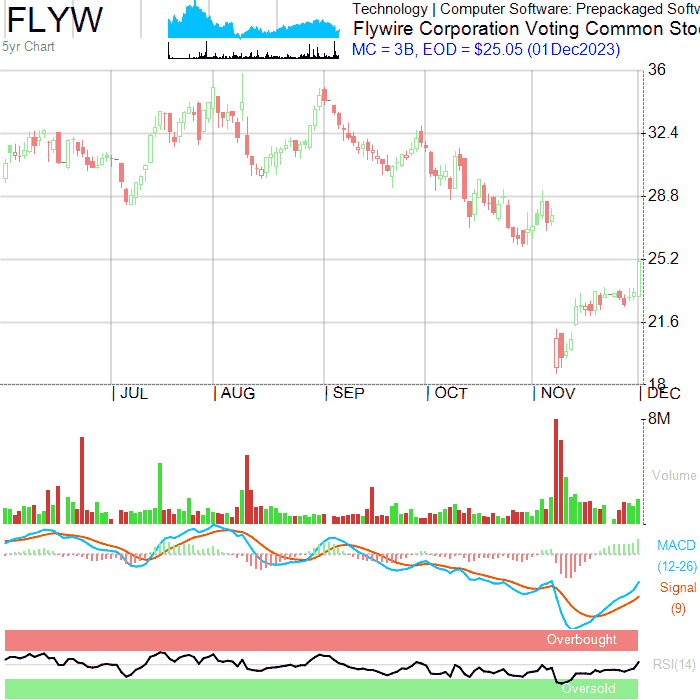 FLYW
5yr Chart
Technology | Computer Software: Prepackaged Softw
Flywire Corporation Voting Common Stoc
MC = 3B, EOD = $25.05 (01Dec2023)
36
32.4
28.8
25.2
21.6
18
JUL AUG SEP OCT NOV DEC
8M
Volume
MACD
(12-26)
Signal
(9)
Overbought
RSI(14)
Oversold